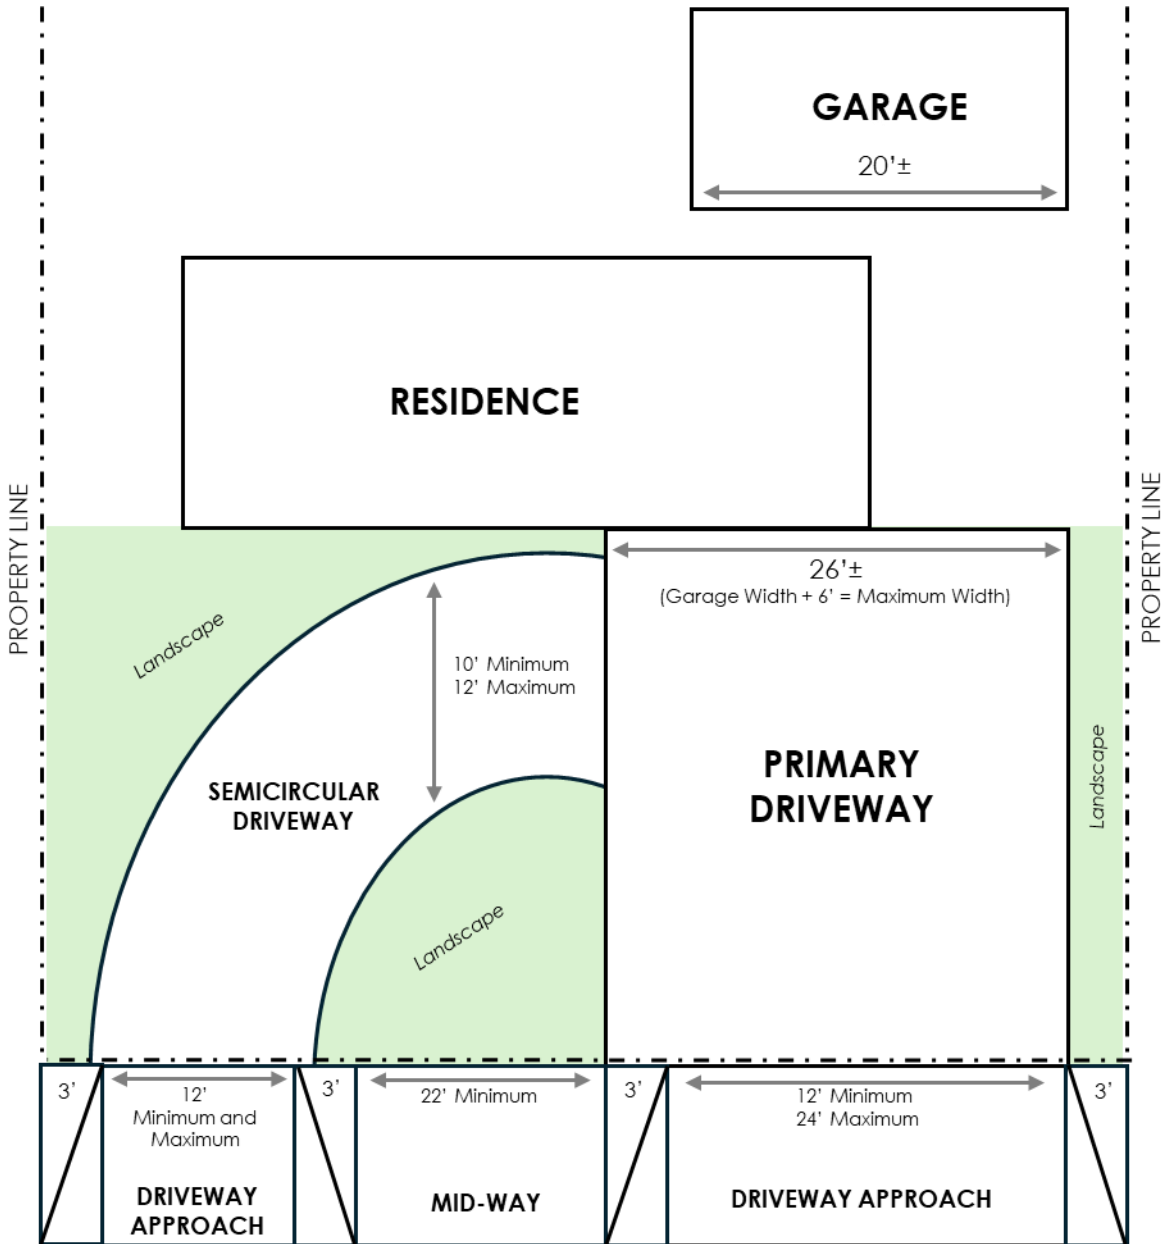 GARAGE
20'±
RESIDENCE
PROPERTY LINE
PROPERTY LINE
26'±
(Garage Width + 6' = Maximum Width)
Landscape
10' Minimum
12' Maximum
SEMICIRCULAR
DRIVEWAY
PRIMARY
DRIVEWAY
Landscape
Landscape
3'
12'
Minimum and
Maximum
3'
22' Minimum
3'
12' Minimum
24' Maximum
3'
DRIVEWAY
APPROACH
MID-WAY
DRIVEWAY APPROACH